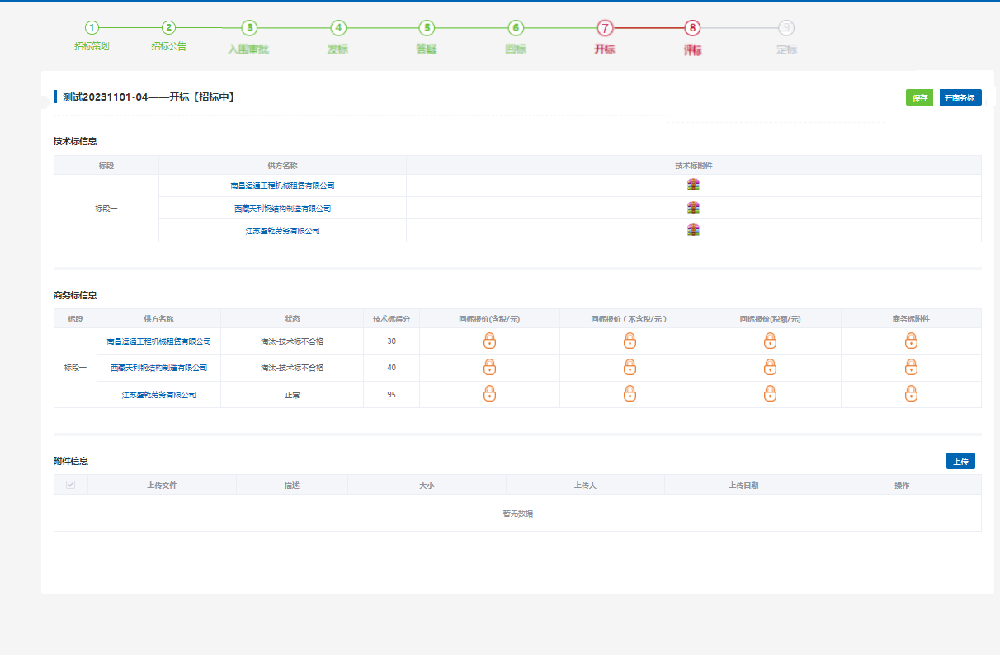 1 2 3 4 5 6 7 8 9
招标策划 招标公告 入围审批 发标 答疑 回标 开标 评标 定标
测试20231101-04——开标【招标中】 保存 开商务标
技术标信息
标段 供方名称 技术标附件
南昌运通工程机械租赁有限公司
标段一 西藏天利钢结构制造有限公司
江苏盛乾劳务有限公司
商务标信息
标段 供方名称 状态 技术标得分 回标报价(含税/元) 回标报价（不含税/元） 回标报价(税额/元) 商务标附件
南昌运通工程机械租赁有限公司 淘汰-技术标不合格 30
标段一 西藏天利钢结构制造有限公司 淘汰-技术标不合格 40
江苏盛乾劳务有限公司 正常 95
附件信息 上传
上传文件 描述 大小 上传人 上传日期 操作
暂无数据